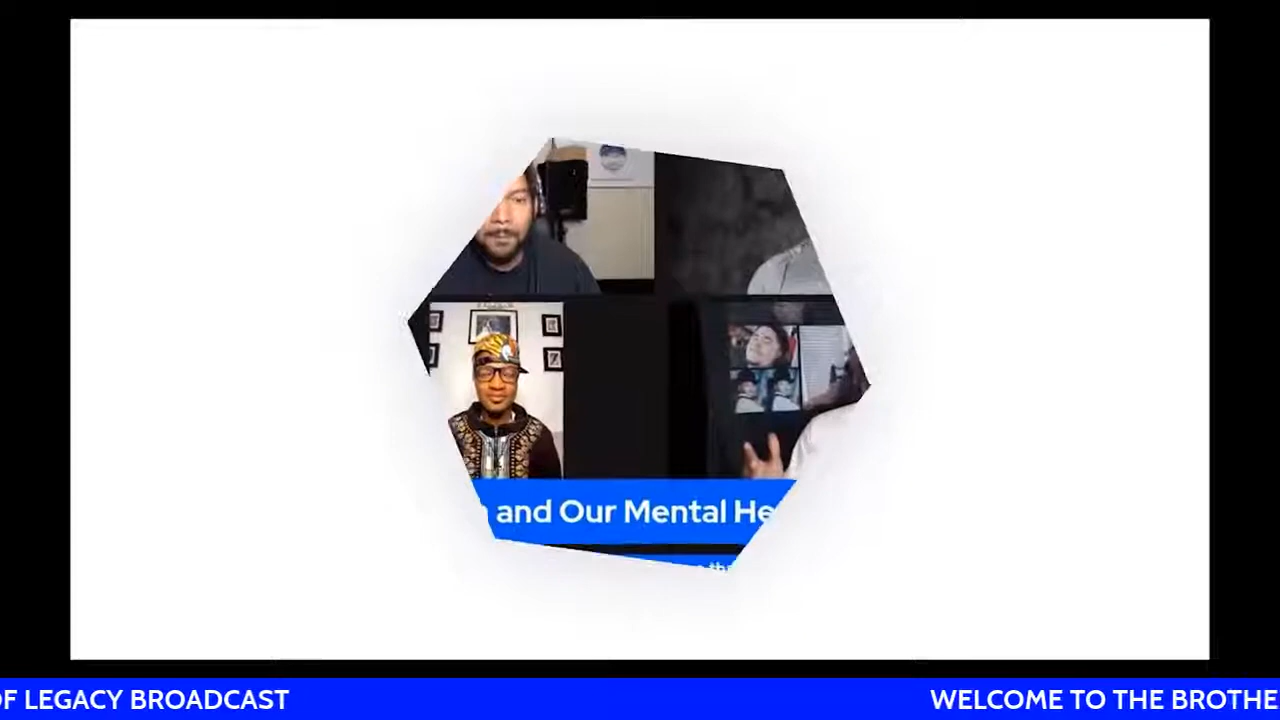 and Our Mental He
OF LEGACY BROADCAST
WELCOME TO THE BROTHE